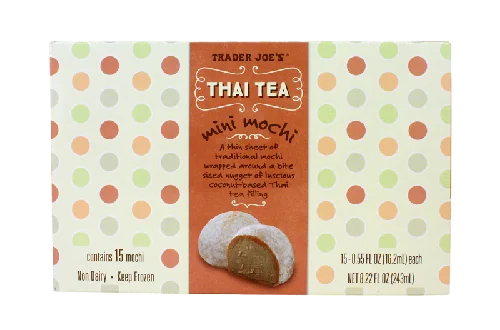 TRADER JOE'S®
THAI TEA
mini mochi
A thin sheet of
traditional mochi
wrapped around a bite
sized nugget of luscious
coconut-based Thai
tea filling
contains 15 mochi
Non Dairy • Keep Frozen
15 - 0.55 FL OZ (16.2mL) each
NET 8.22 FL OZ (243mL)